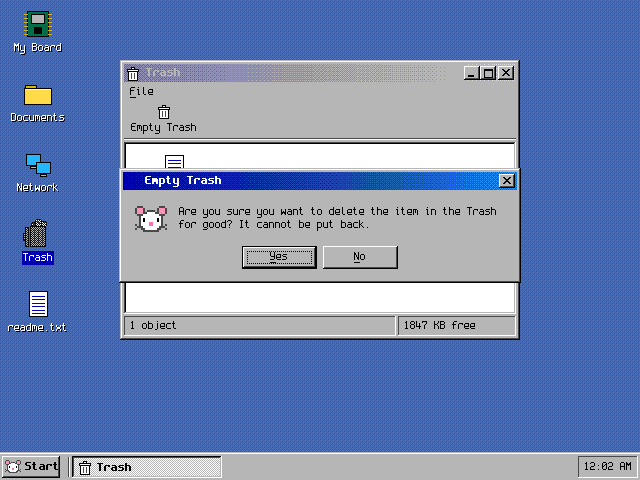 My Board
Documents
Network
Trash
readme.txt
Trash
File
Empty Trash
Empty Trash
Are you sure you want to delete the item in the Trash
for good? It cannot be put back.
Yes
No
1 object
1847 KB free
Start
Trash
12:02 AM